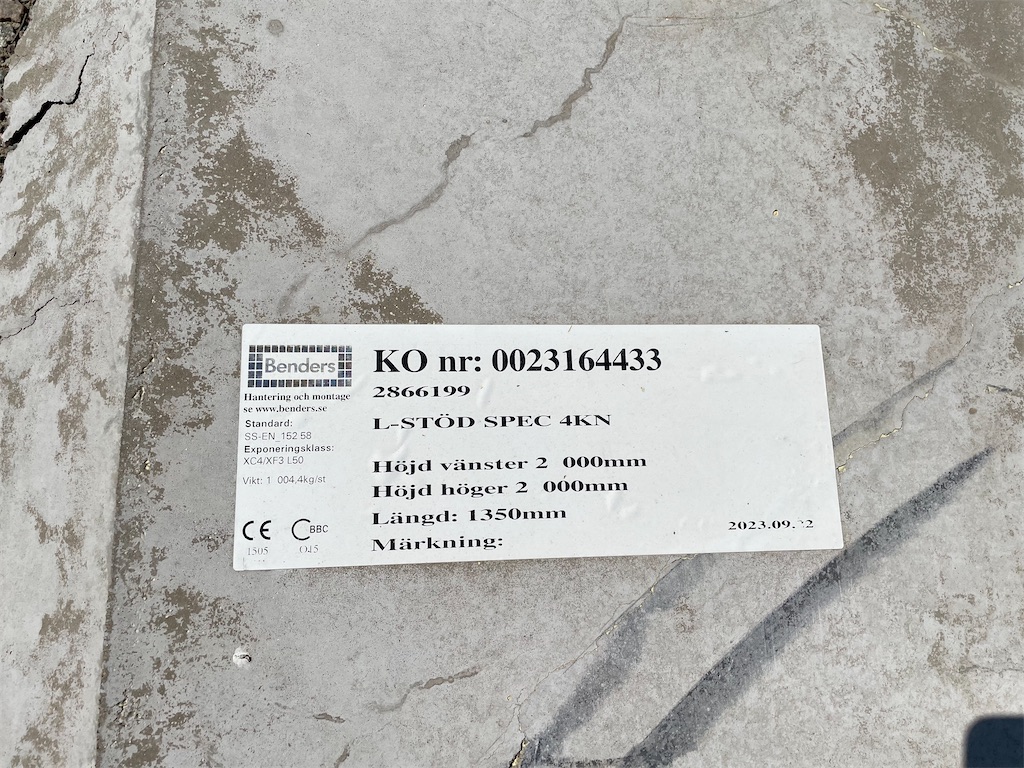 Benders
Hantering och montage
se www.benders.se
Standard:
SS-EN_152 58
Exponeringsklass:
XC4/XF3 L50
Vikt: 1 004,4kg/st
CE
1505
BBC
KO nr: 0023164433
2866199
L-STÖD SPEC 4KN
Höjd vänster 2 000mm
Höjd höger 2 000mm
Längd: 1350mm
Märkning: